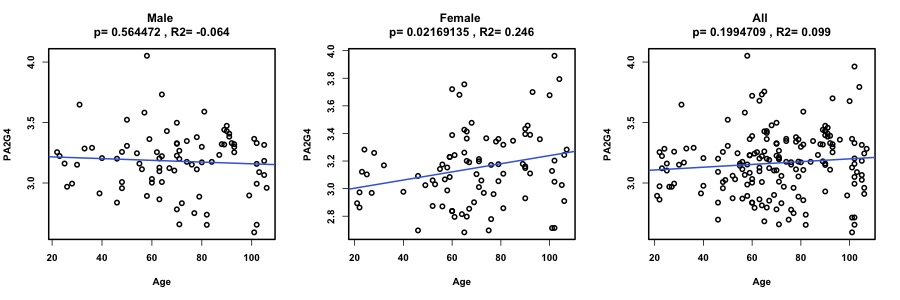 Male
p= 0.564472 , R2= -0.064
PA2G4
4.0
3.5
3.0
20 40 60 80 100
Age
Female
p= 0.02169135 , R2= 0.246
PA2G4
4.0
3.8
3.6
3.4
3.2
3.0
2.8
20 40 60 80 100
Age
All
p= 0.1994709 , R2= 0.099
PA2G4
4.0
3.5
3.0
20 40 60 80 100
Age